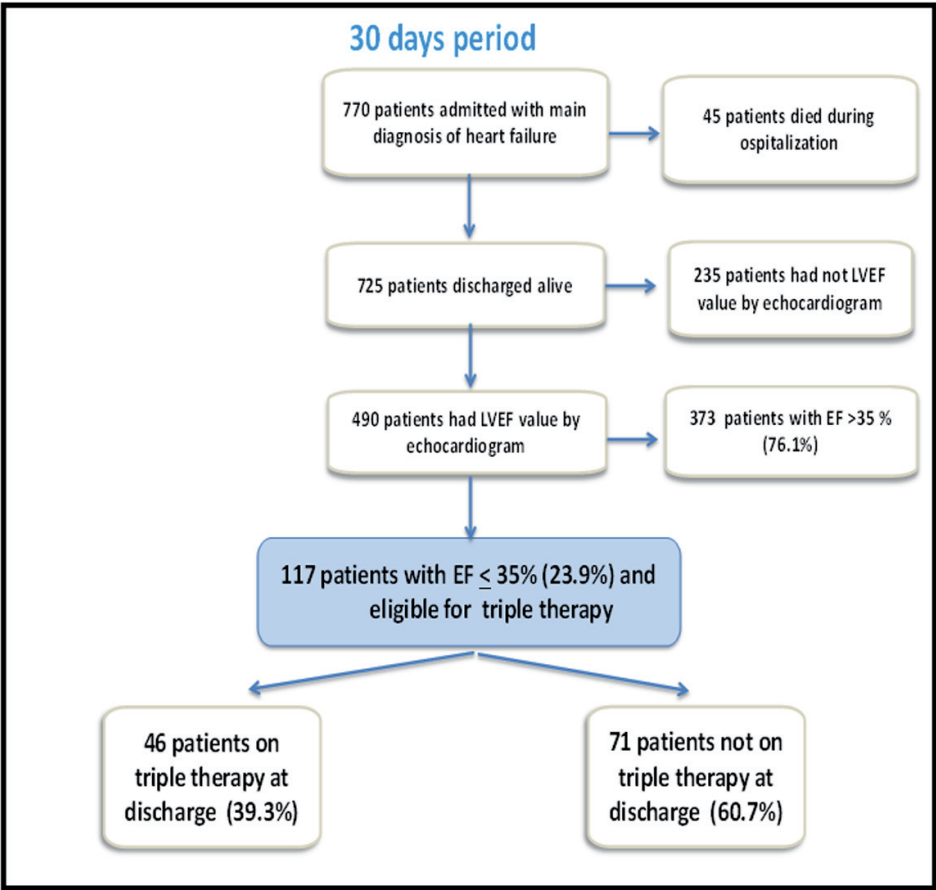 30 days period
770 patients admitted with main
diagnosis of heart failure
45 patients died during
ospitalization
725 patients discharged alive
235 patients had not LVEF
value by echocardiogram
490 patients had LVEF value by
echocardiogram
373 patients with EF >35 %
(76.1%)
117 patients with EF ≤ 35% (23.9%) and
eligible for triple therapy
46 patients on
triple therapy at
discharge (39.3%)
71 patients not on
triple therapy at
discharge (60.7%)